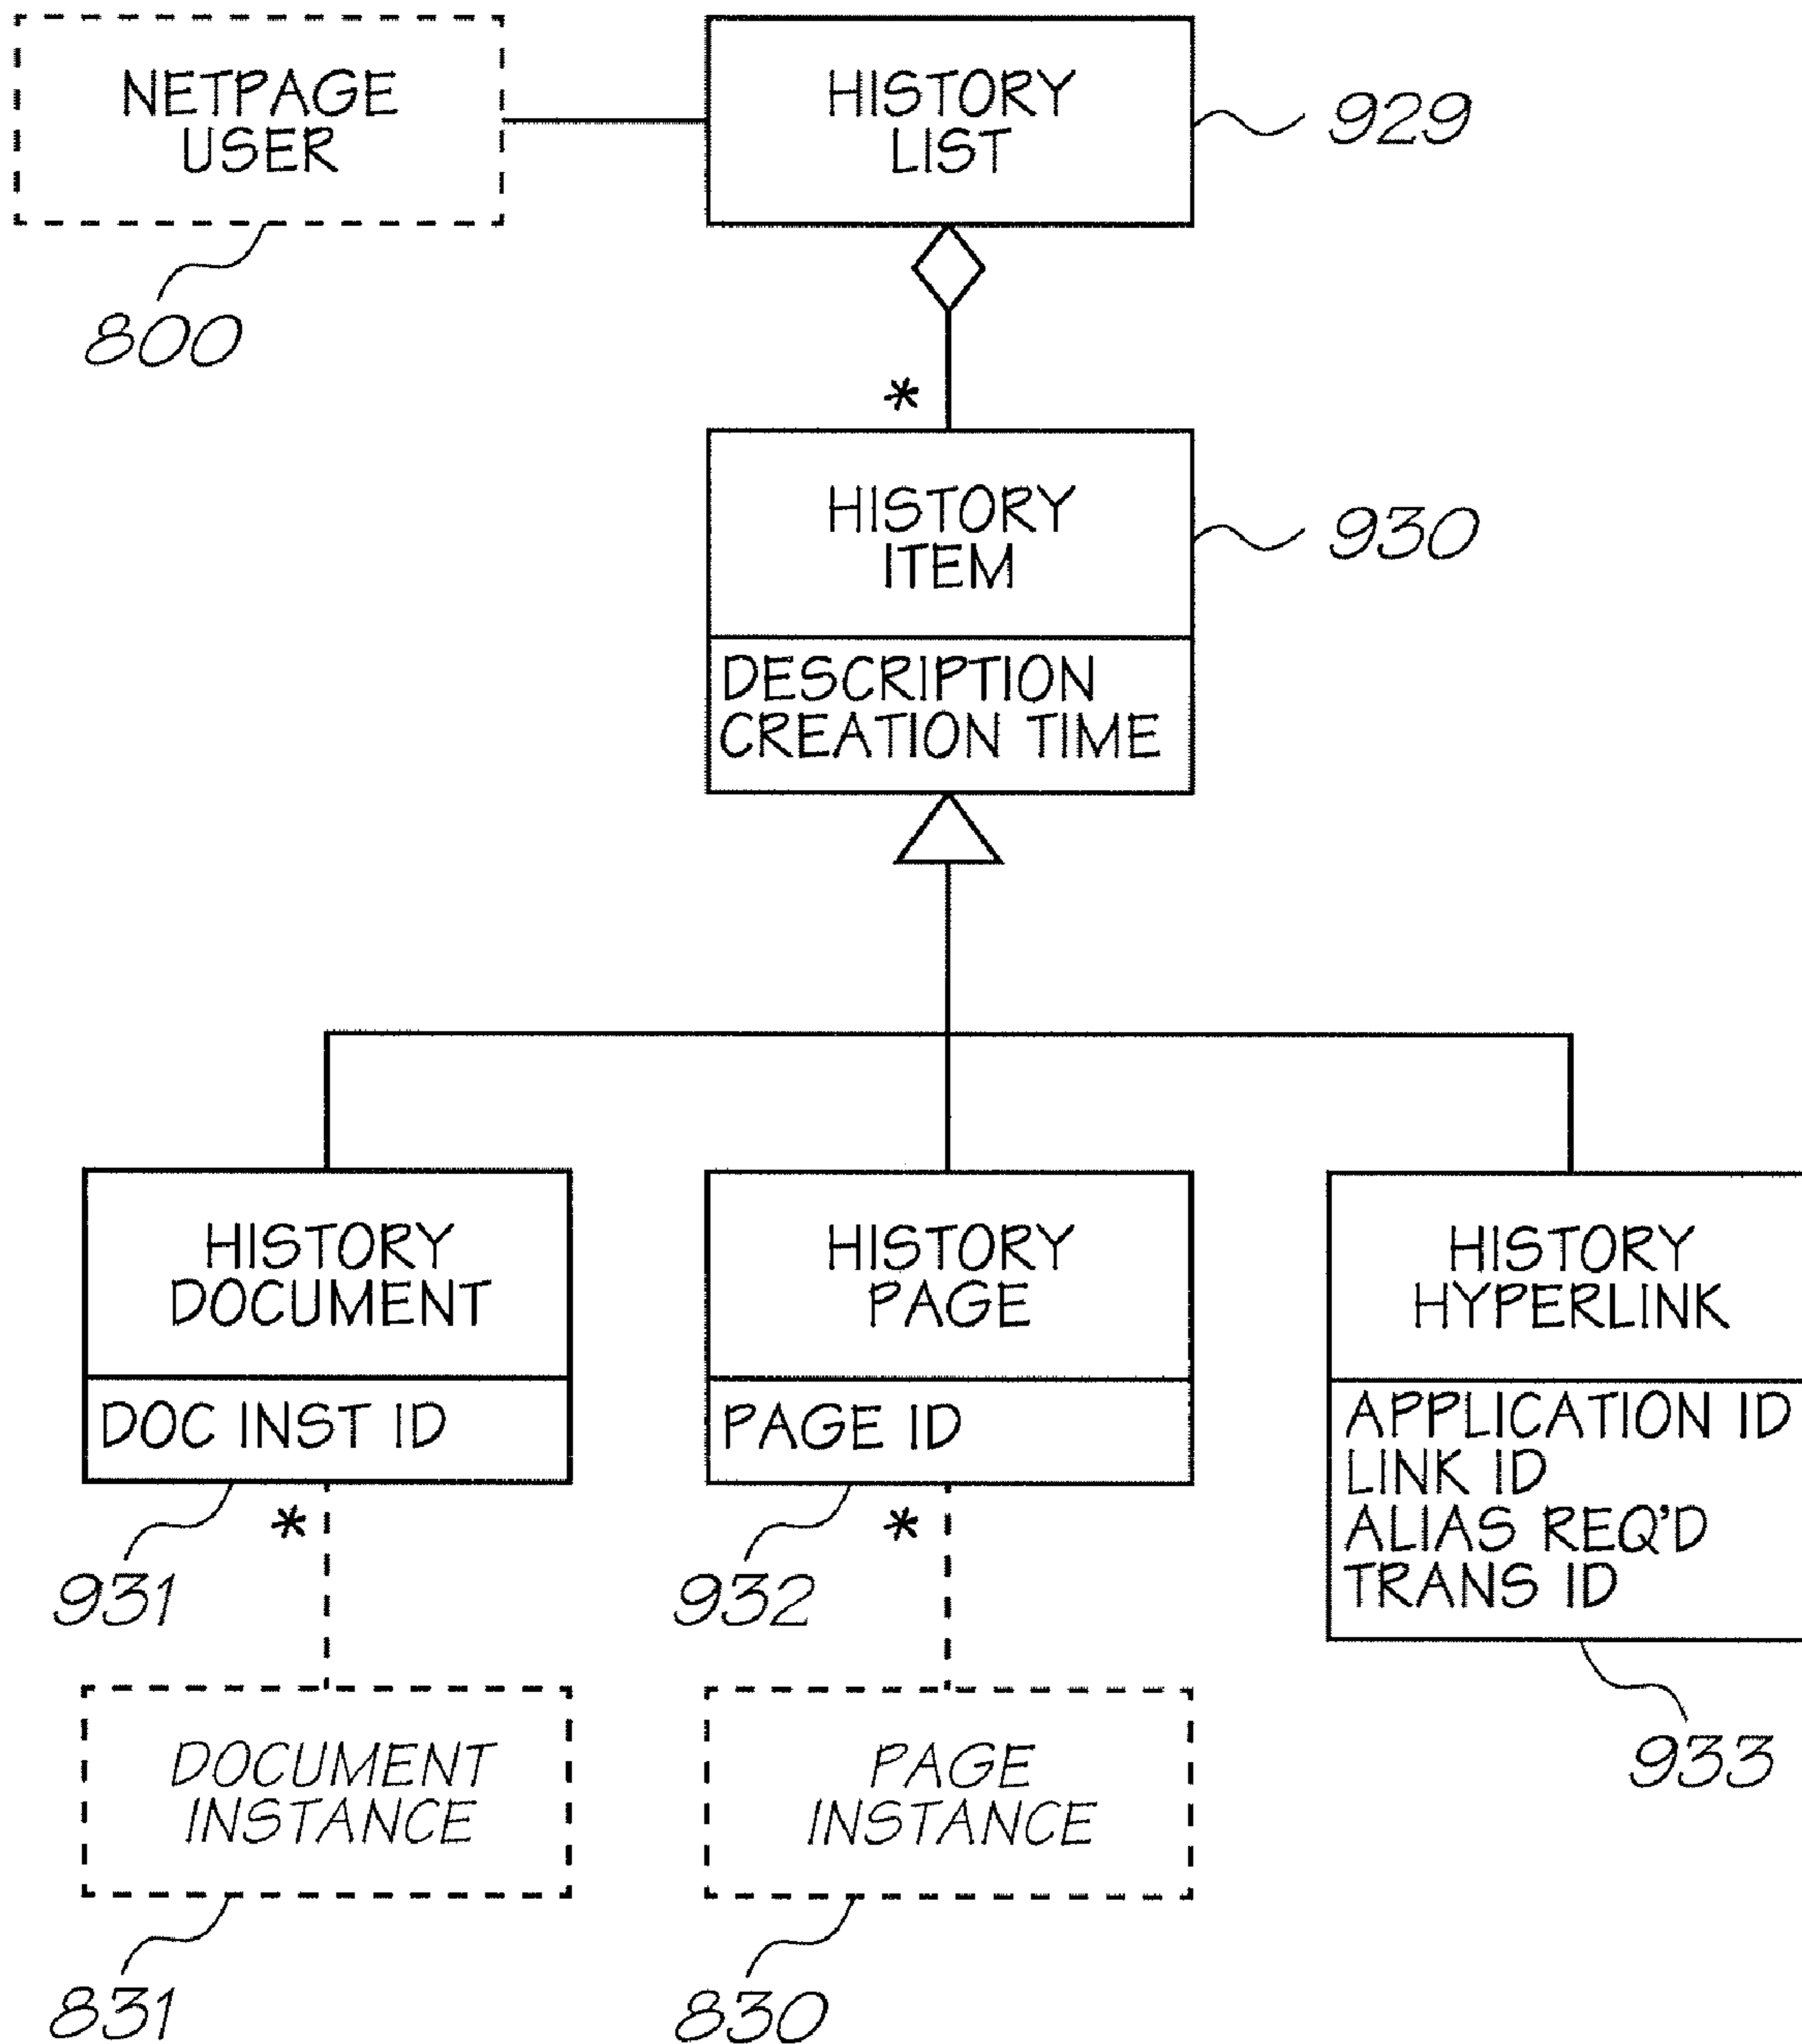 NETPAGE
USER
800
HISTORY
LIST
929
*
HISTORY
ITEM
930
DESCRIPTION
CREATION TIME
HISTORY
DOCUMENT
DOC INST ID
931
*
HISTORY
PAGE
PAGE ID
932
*
HISTORY
HYPERLINK
APPLICATION ID
LINK ID
ALIAS REQ'D
TRANS ID
933
DOCUMENT
INSTANCE
831
PAGE
INSTANCE
830